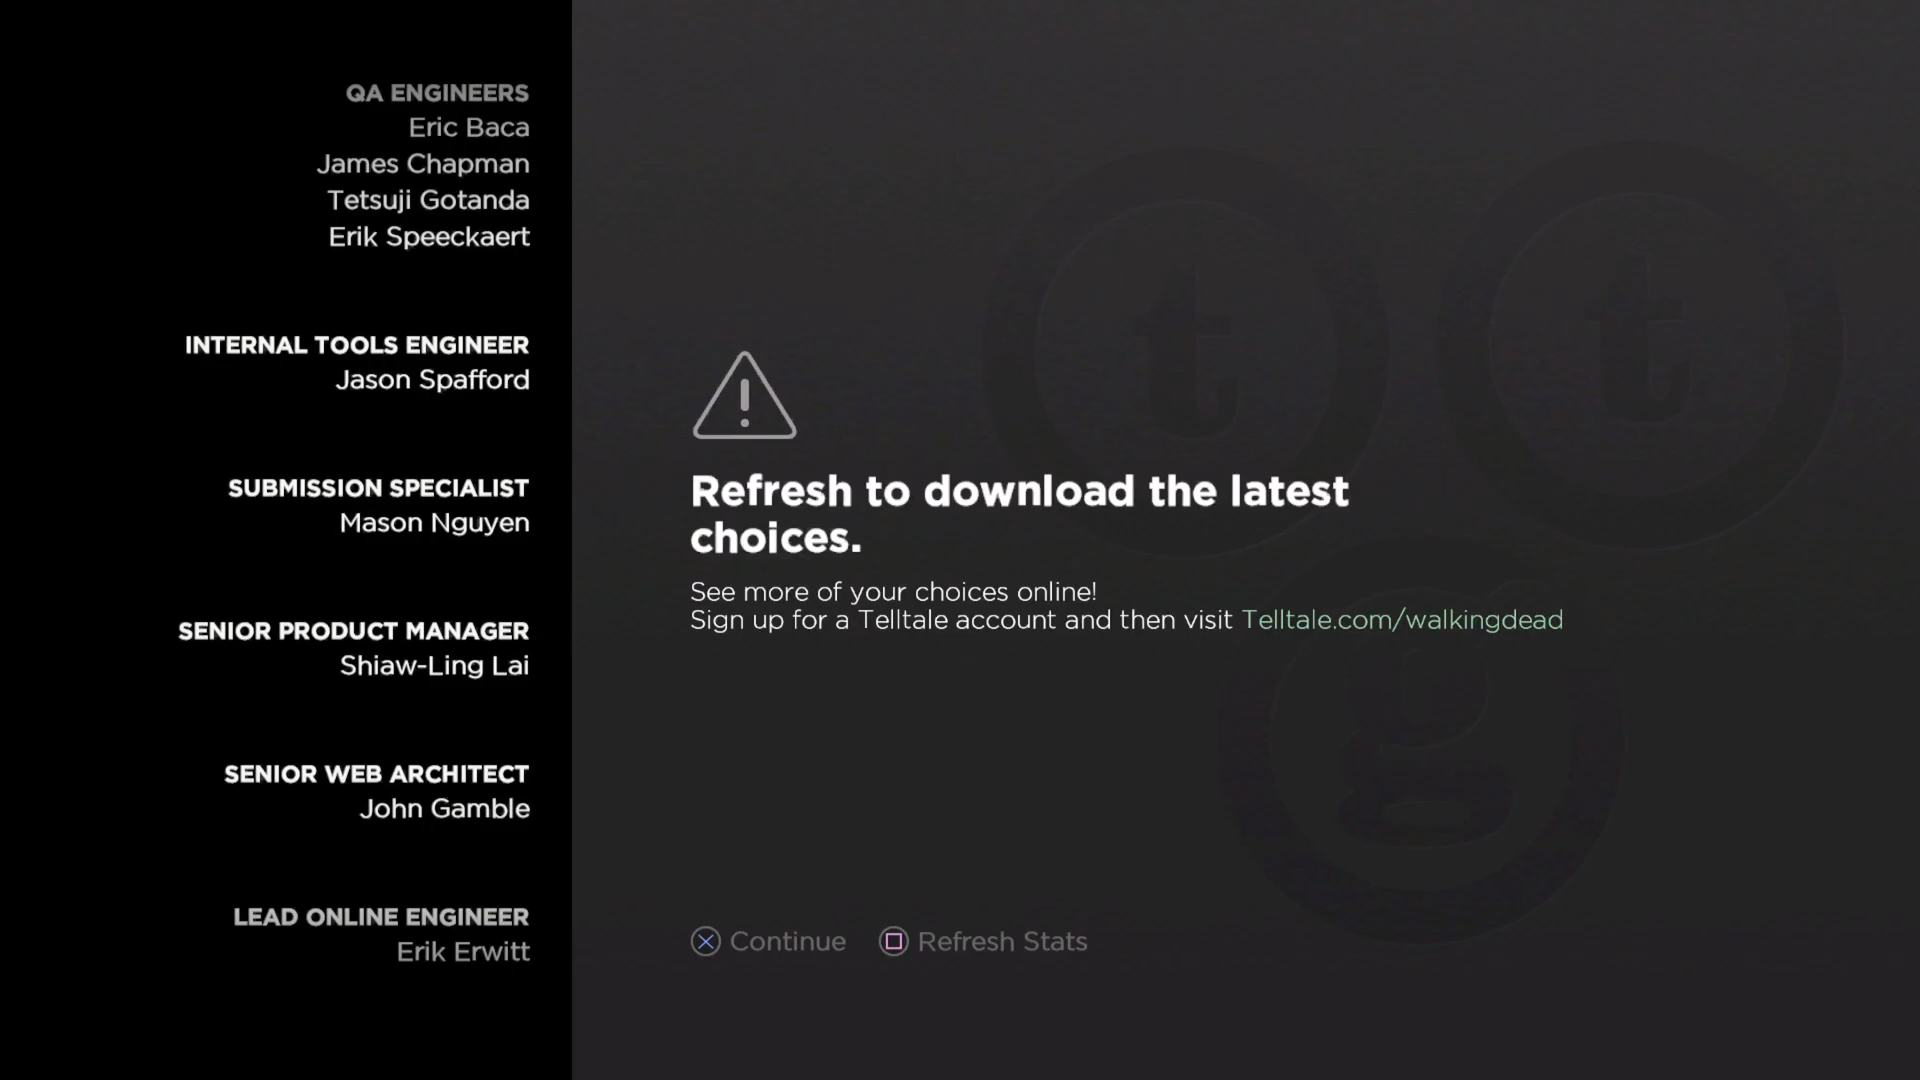 QA ENGINEERS
Eric Baca
James Chapman
Tetsuji Gotanda
Erik Speeckaert
INTERNAL TOOLS ENGINEER
Jason Spafford
SUBMISSION SPECIALIST
Mason Nguyen
SENIOR PRODUCT MANAGER
Shiaw-Ling Lai
SENIOR WEB ARCHITECT
John Gamble
LEAD ONLINE ENGINEER
Erik Erwitt
t t
g
Refresh to download the latest
choices.
See more of your choices online!
Sign up for a Telltale account and then visit Telltale.com/walkingdead
Continue Refresh Stats